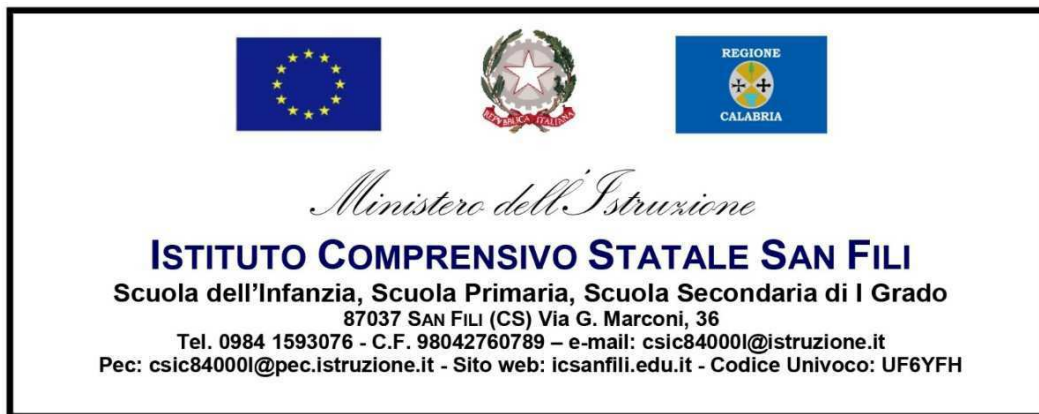 REGIONE
CALABRIA
REPVBBLICA ITALIANA
Ministero dell'Istruzione
ISTITUTO COMPRENSIVO STATALE SAN FILI
Scuola dell'Infanzia, Scuola Primaria, Scuola Secondaria di I Grado
87037 SAN FILI (CS) Via G. Marconi, 36
Tel. 0984 1593076 - C.F. 98042760789 – e-mail: csic84000l@istruzione.it
Pec: csic84000l@pec.istruzione.it - Sito web: icsanfili.edu.it - Codice Univoco: UF6YFH